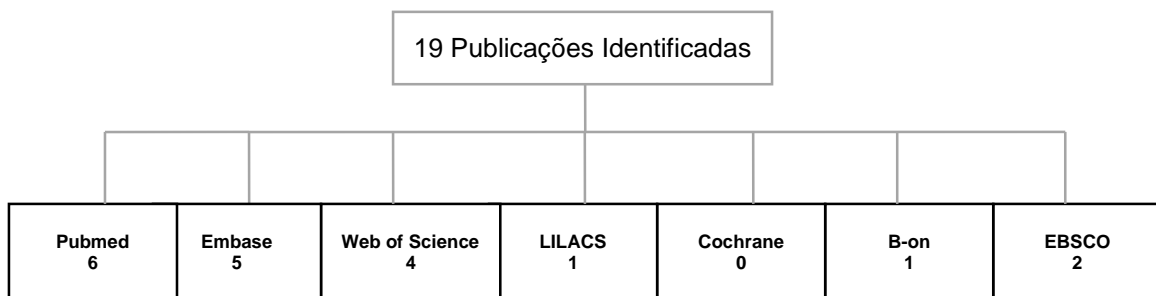 19 Publicações Identificadas
Pubmed
6
Embase
5
Web of Science
4
LILACS
1
Cochrane
0
B-on
1
EBSCO
2